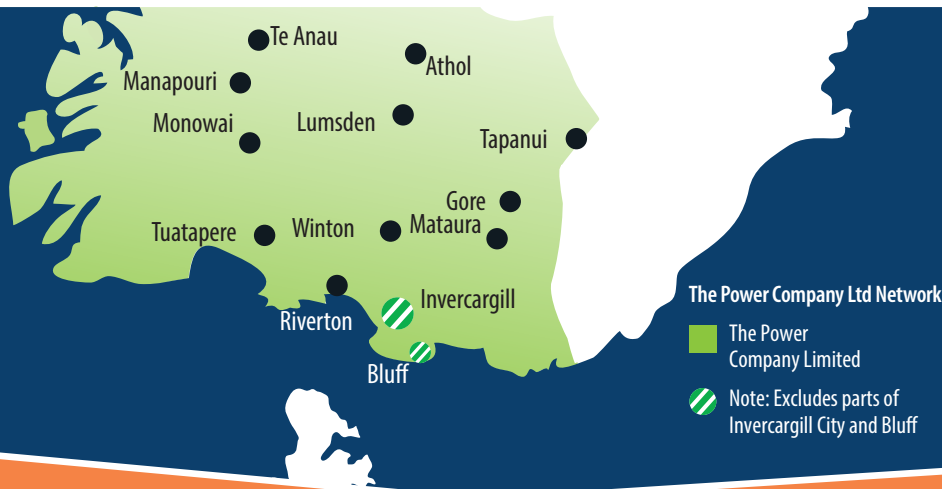 Te Anau
Athol
Manapouri
Monowai
Lumsden
Tapanui
Gore
Tuatapere
Winton
Mataura
Invercargill
Riverton
Bluff
The Power Company Ltd Network
The Power
Company Limited
Note: Excludes parts of
Invercargill City and Bluff